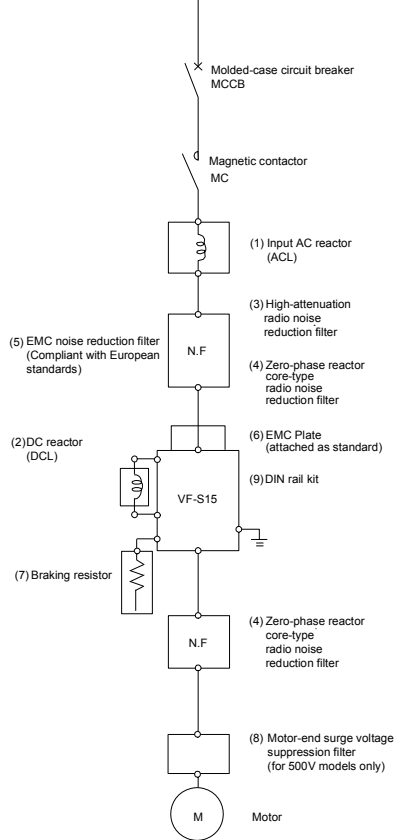 Molded-case circuit breaker
MCCB
Magnetic contactor
MC
(1) Input AC reactor
(ACL)
(3) High-attenuation
radio noise
reduction filter
(5) EMC noise reduction filter
(Compliant with European
standards)
N.F
(4) Zero-phase reactor
core-type
radio noise
reduction filter
(2) DC reactor
(DCL)
(6) EMC Plate
(attached as standard)
(9) DIN rail kit
VF-S15
(7) Braking resistor
(4) Zero-phase reactor
core-type
radio noise
reduction filter
N.F
(8) Motor-end surge voltage
suppression filter
(for 500V models only)
M
Motor